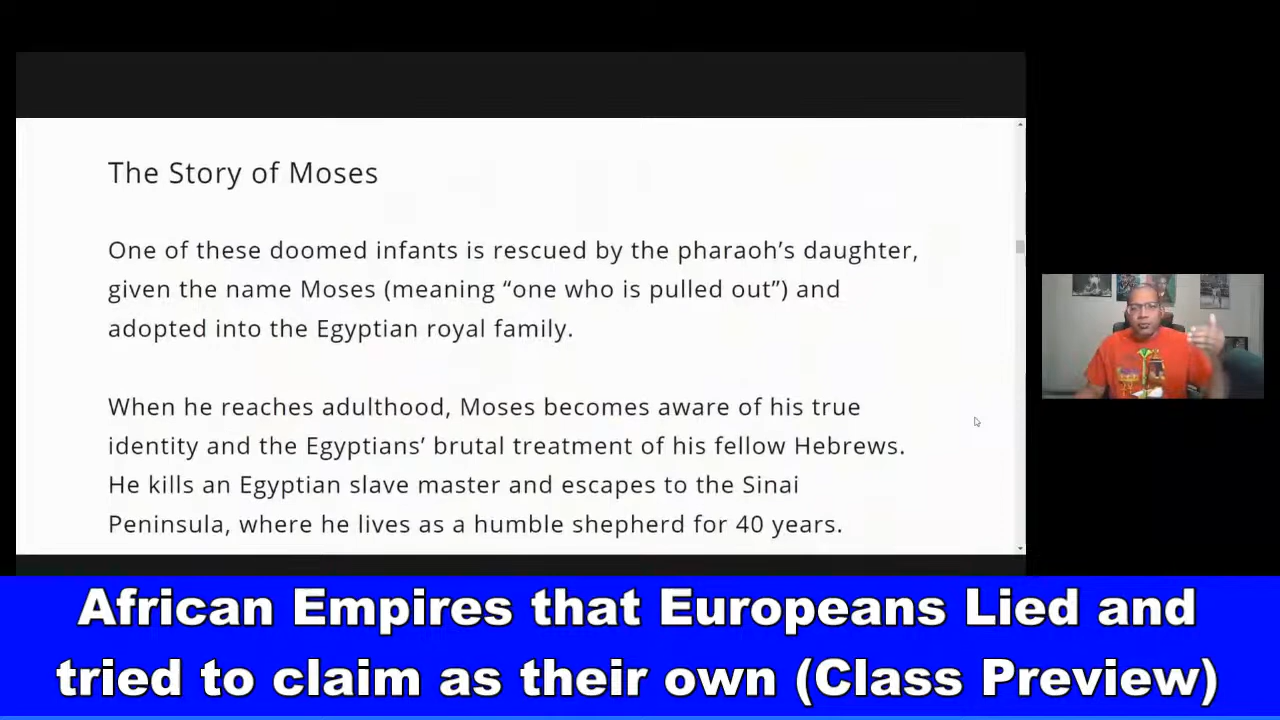 The Story of Moses
One of these doomed infants is rescued by the pharaoh’s daughter,
given the name Moses (meaning “one who is pulled out”) and
adopted into the Egyptian royal family.
When he reaches adulthood, Moses becomes aware of his true
identity and the Egyptians’ brutal treatment of his fellow Hebrews.
He kills an Egyptian slave master and escapes to the Sinai
Peninsula, where he lives as a humble shepherd for 40 years.
African Empires that Europeans Lied and
tried to claim as their own (Class Preview)